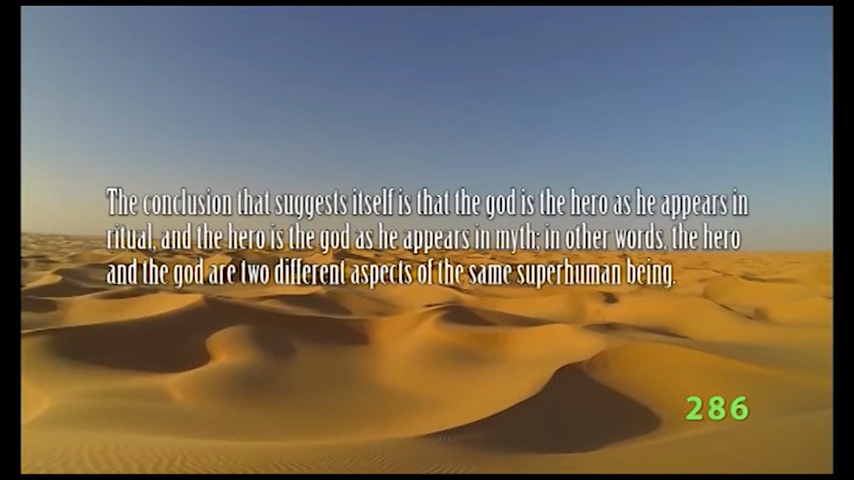 The conclusion that suggests itself is that the god is the hero as he appears in
ritual, and the hero is the god as he appears in myth; in other words, the hero
and the god are two different aspects of the same superhuman being.
286